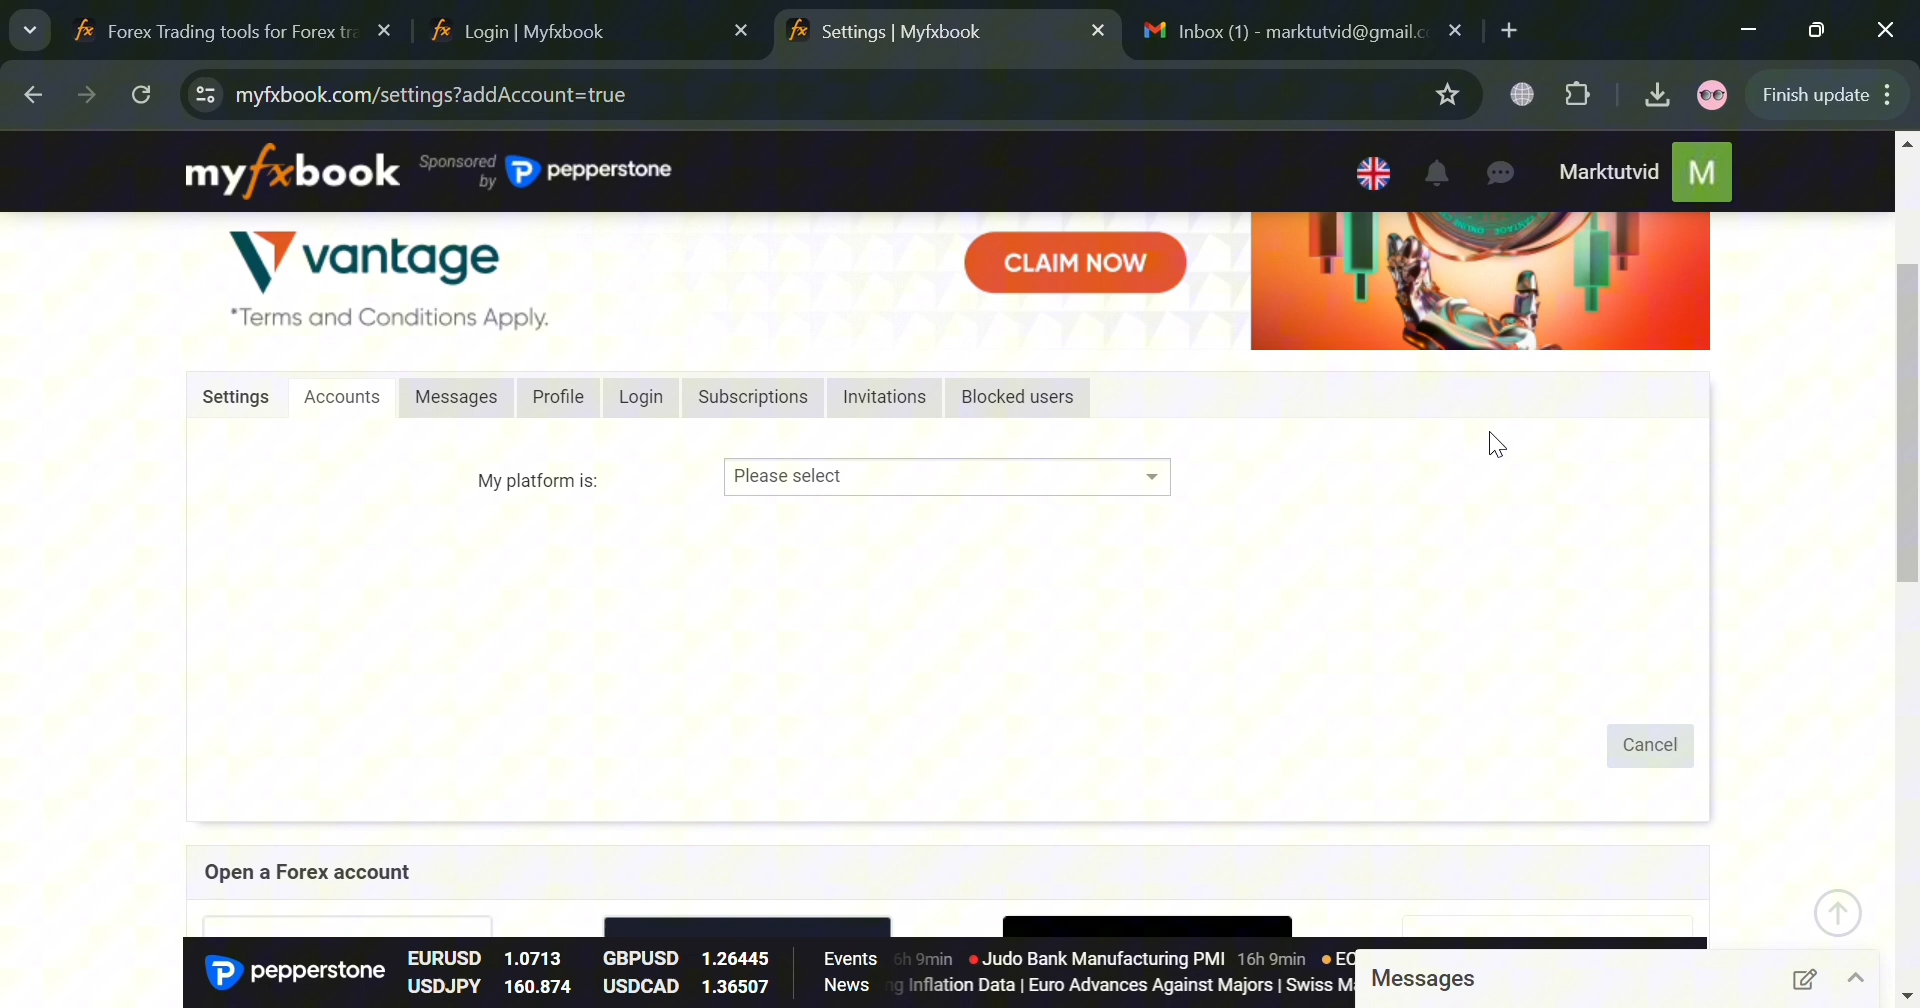 Forex Trading tools for Forex tra
Login | Myfxbook
Settings | Myfxbook
Inbox (1) - marktutvid@gmail.c
myfxbook.com/settings?addAccount=true
Finish update
myfxbook
Sponsored by
pepperstone
Marktutvid
M
vantage
CLAIM NOW
*Terms and Conditions Apply.
Settings
Accounts
Messages
Profile
Login
Subscriptions
Invitations
Blocked users
My platform is:
Please select
Cancel
Open a Forex account
pepperstone
EURUSD 1.0713 GBPUSD 1.26445
USDJPY 160.874 USDCAD 1.36507
Events 6h 9min Judo Bank Manufacturing PMI 16h 9min EC
News ng Inflation Data | Euro Advances Against Majors | Swiss Ma
Messages